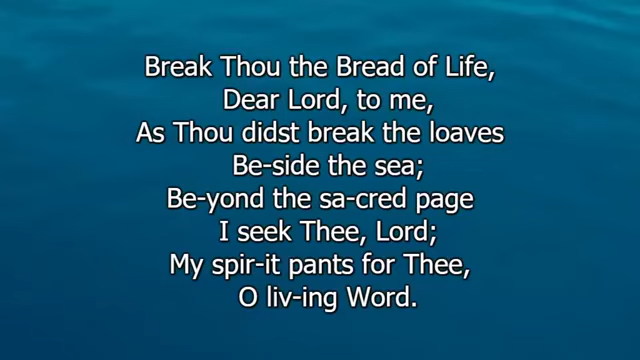 Break Thou the Bread of Life,
Dear Lord, to me,
As Thou didst break the loaves
Be-side the sea;
Be-yond the sa-cred page
I seek Thee, Lord;
My spir-it pants for Thee,
O liv-ing Word.